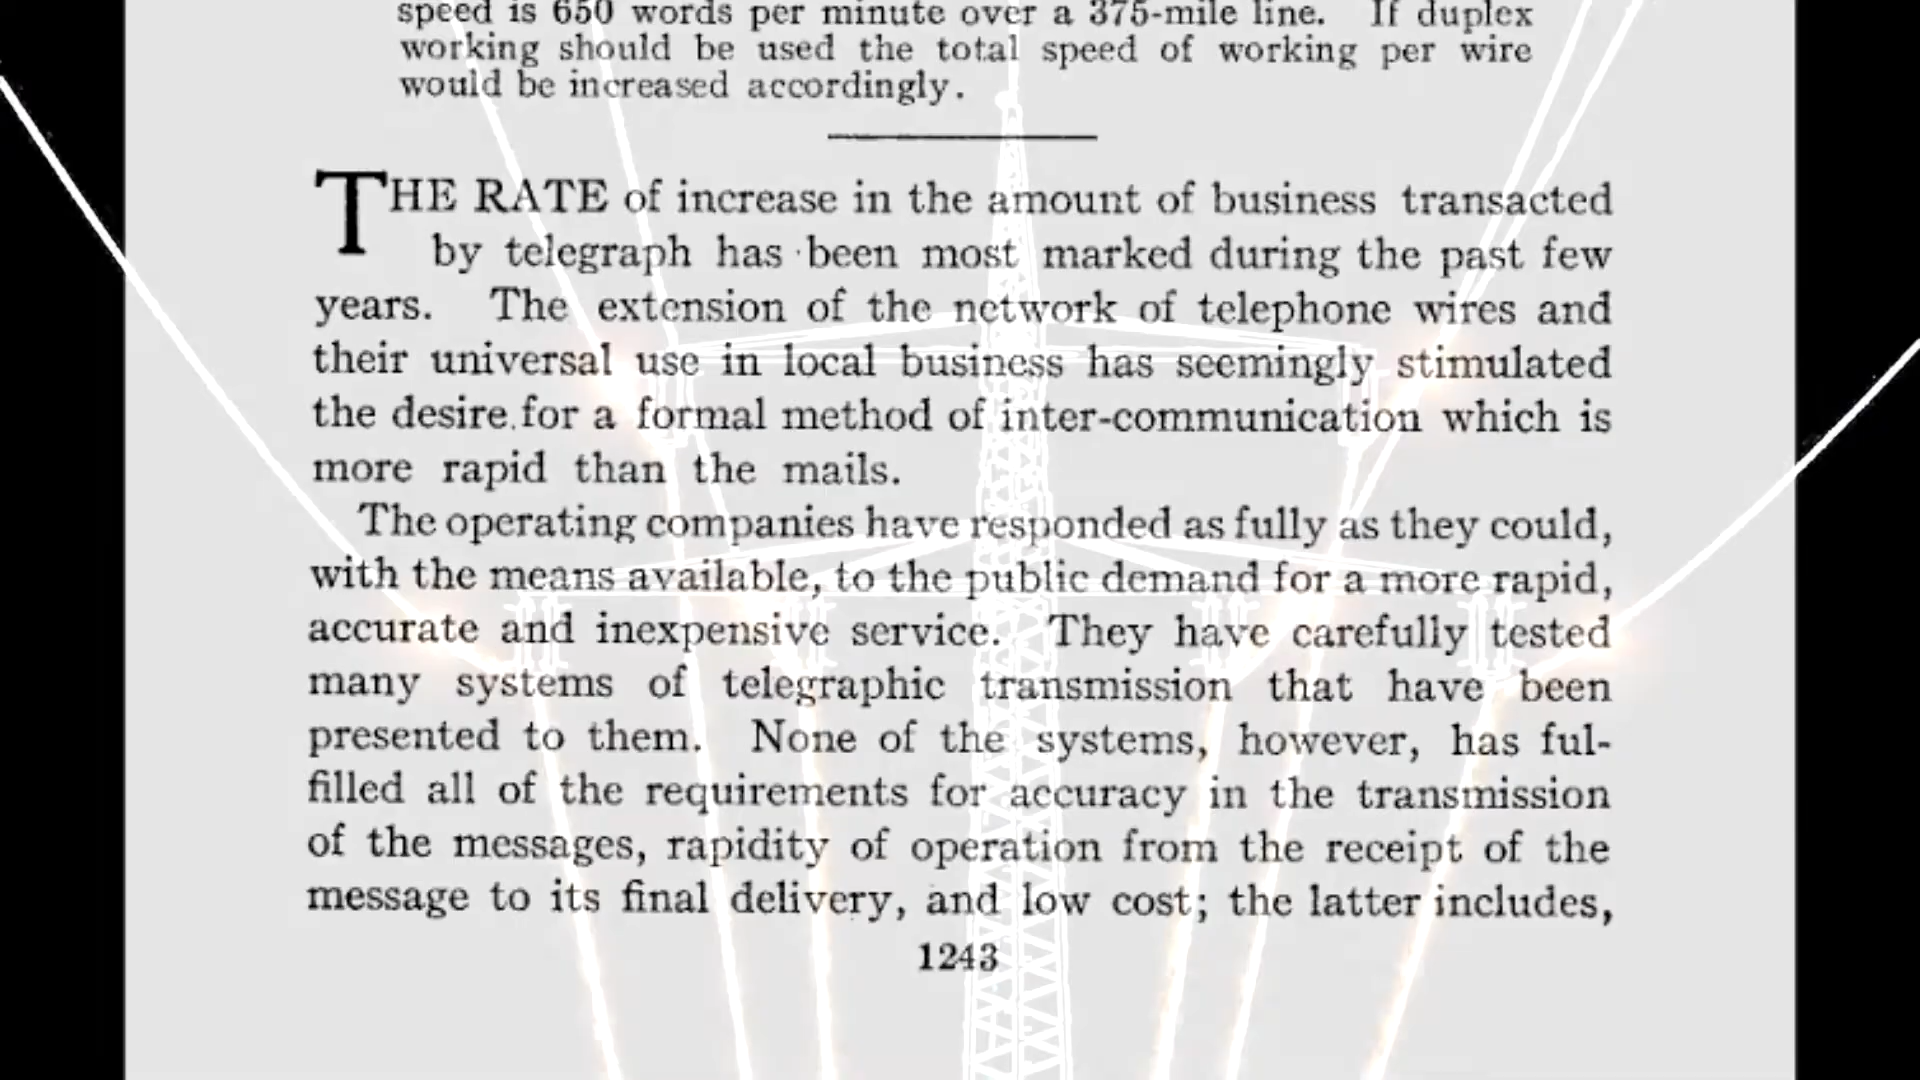 speed is 650 words per minute over a 375-mile line. If duplex
working should be used the total speed of working per wire
would be increased accordingly.
THE RATE of increase in the amount of business transacted
by telegraph has been most marked during the past few
years. The extension of the network of telephone wires and
their universal use in local business has seemingly stimulated
the desire for a formal method of inter-communication which is
more rapid than the mails.
The operating companies have responded as fully as they could,
with the means available, to the public demand for a more rapid,
accurate and inexpensive service. They have carefully tested
many systems of telegraphic transmission that have been
presented to them. None of the systems, however, has ful-
filled all of the requirements for accuracy in the transmission
of the messages, rapidity of operation from the receipt of the
message to its final delivery, and low cost; the latter includes,
1243